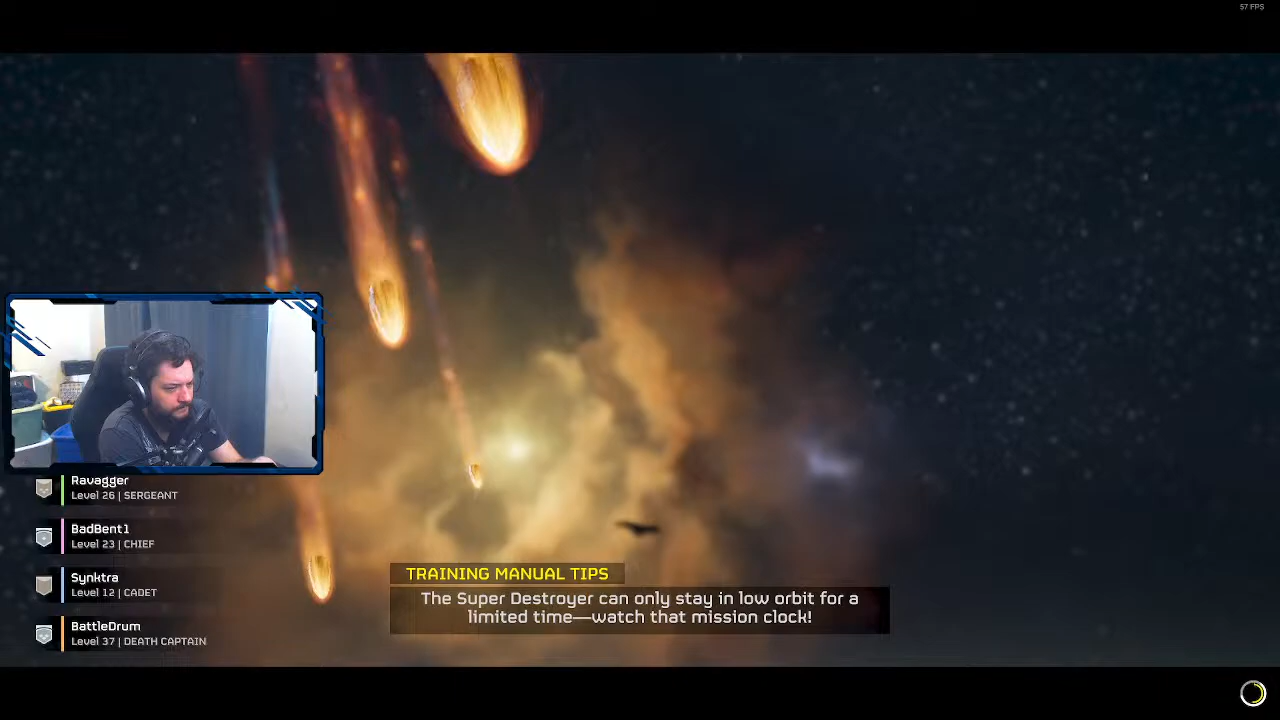 57 FPS
Ravagger
Level 26 | SERGEANT
BadBent1
Level 23 | CHIEF
Synktra
Level 12 | CADET
BattleDrum
Level 37 | DEATH CAPTAIN
TRAINING MANUAL TIPS
The Super Destroyer can only stay in low orbit for a
limited time—watch that mission clock!